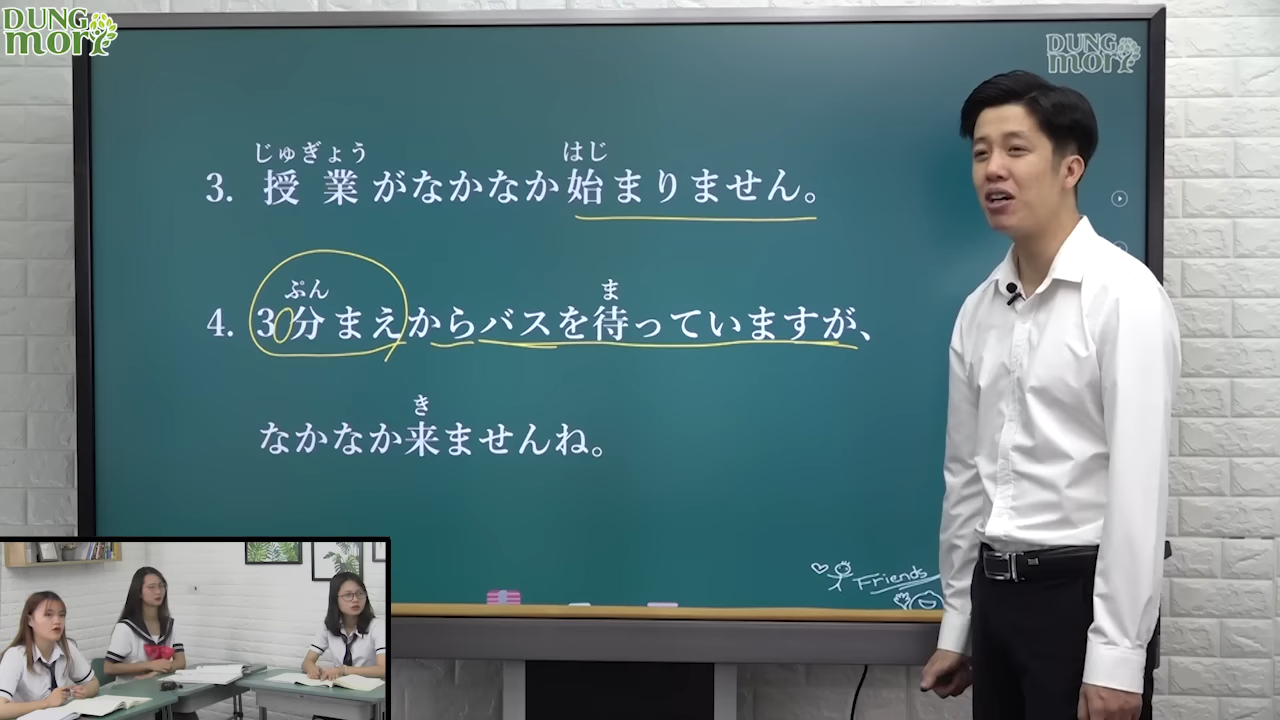 DUNG
mori
DUNG
mori
じゅぎょう はじ
3. 授業がなかなか始まりません。
ぷん ま
4. 30分まえからバスを待っていますが、
き
なかなか来ませんね。
Friends